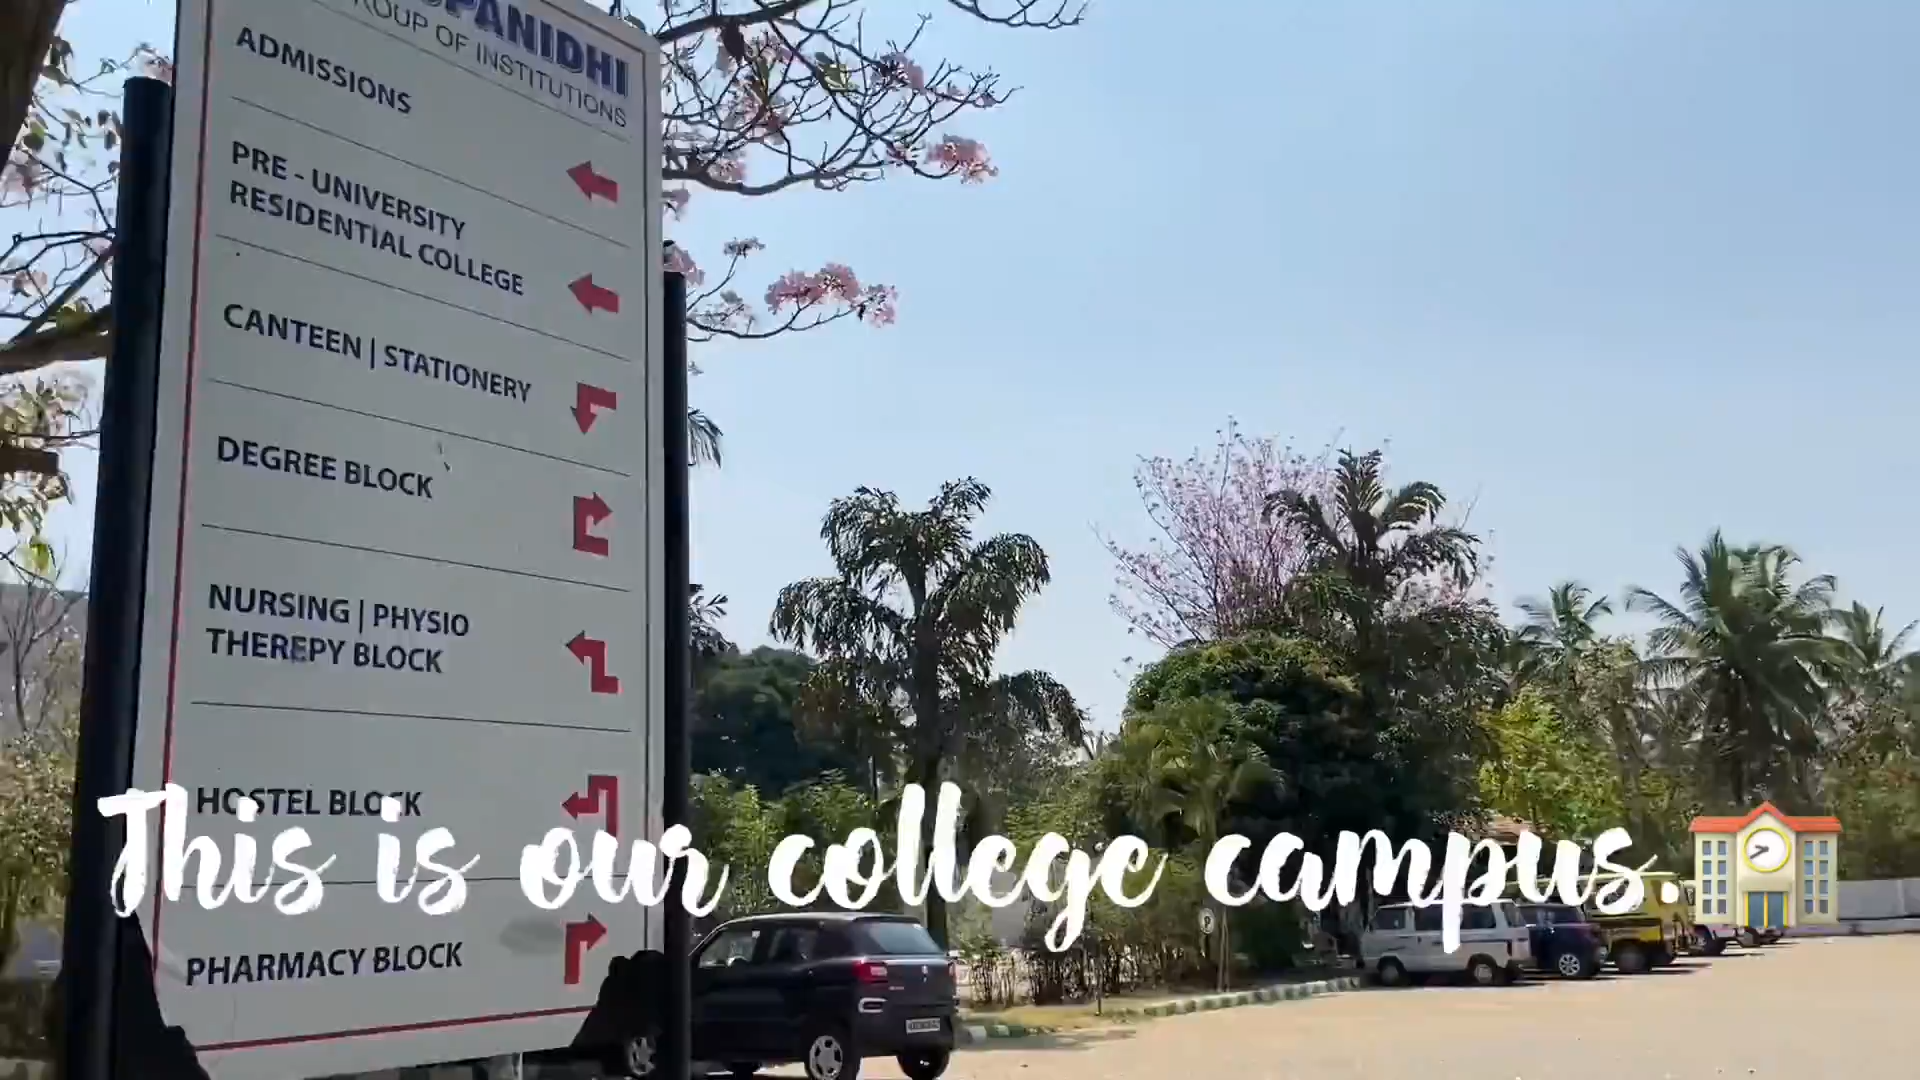 GROUP OF INSTITUTIONS
ADMISSIONS
PRE - UNIVERSITY
RESIDENTIAL COLLEGE
CANTEEN | STATIONERY
DEGREE BLOCK
NURSING | PHYSIO
THEREPY BLOCK
HOSTEL BLOCK
PHARMACY BLOCK
This is our college campus.